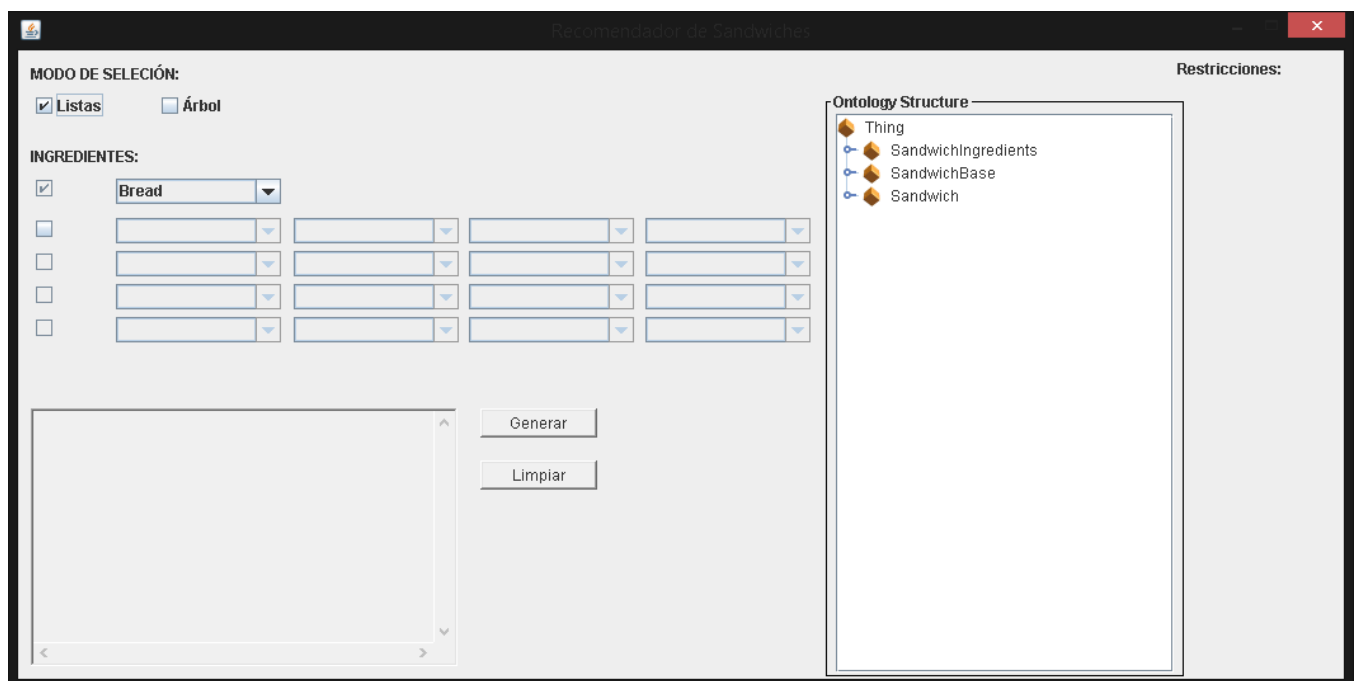 Recomendador de Sandwiches
MODO DE SELECIÓN:
Listas
Árbol
INGREDIENTES:
Bread
Generar
Limpiar
Restricciones:
Ontology Structure
Thing
SandwichIngredients
SandwichBase
Sandwich